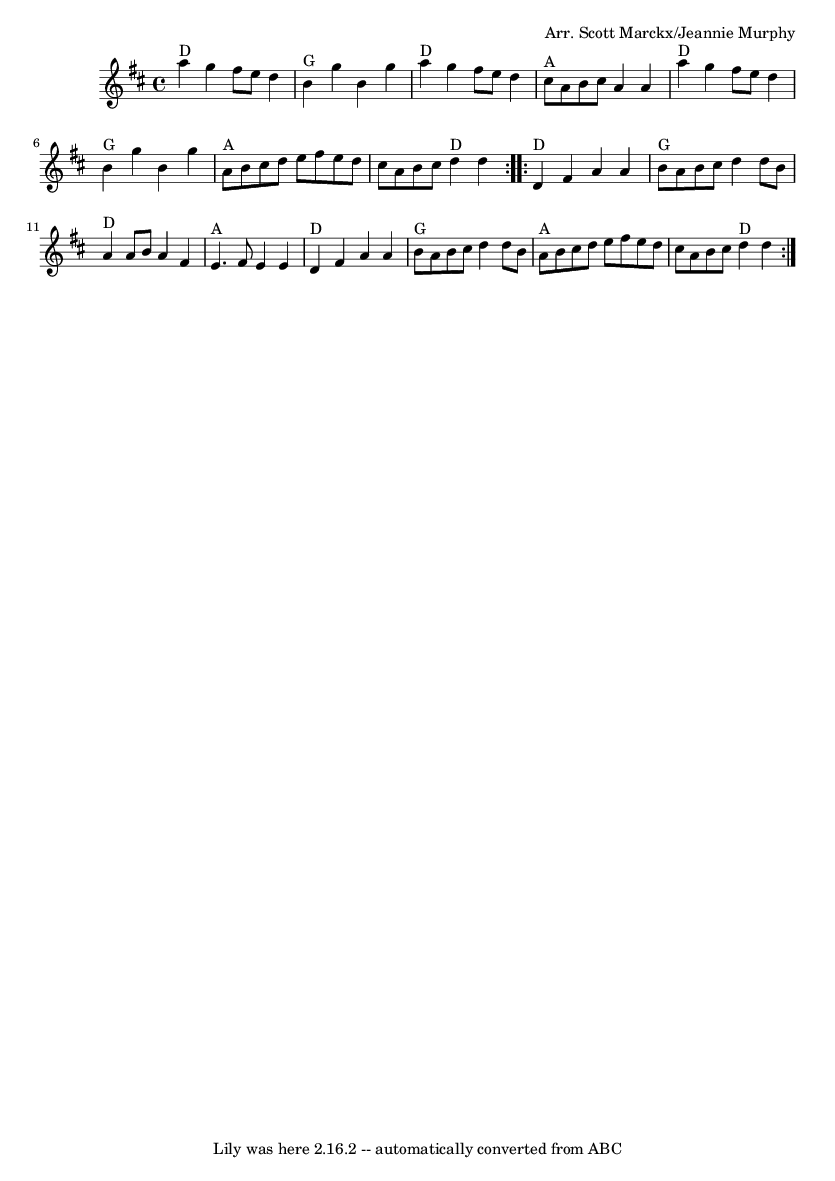 Arr. Scott Marckx/Jeannie Murphy
D G D A D
6 G A D D G
11 D A D G A D
Lily was here 2.16.2 -- automatically converted from ABC